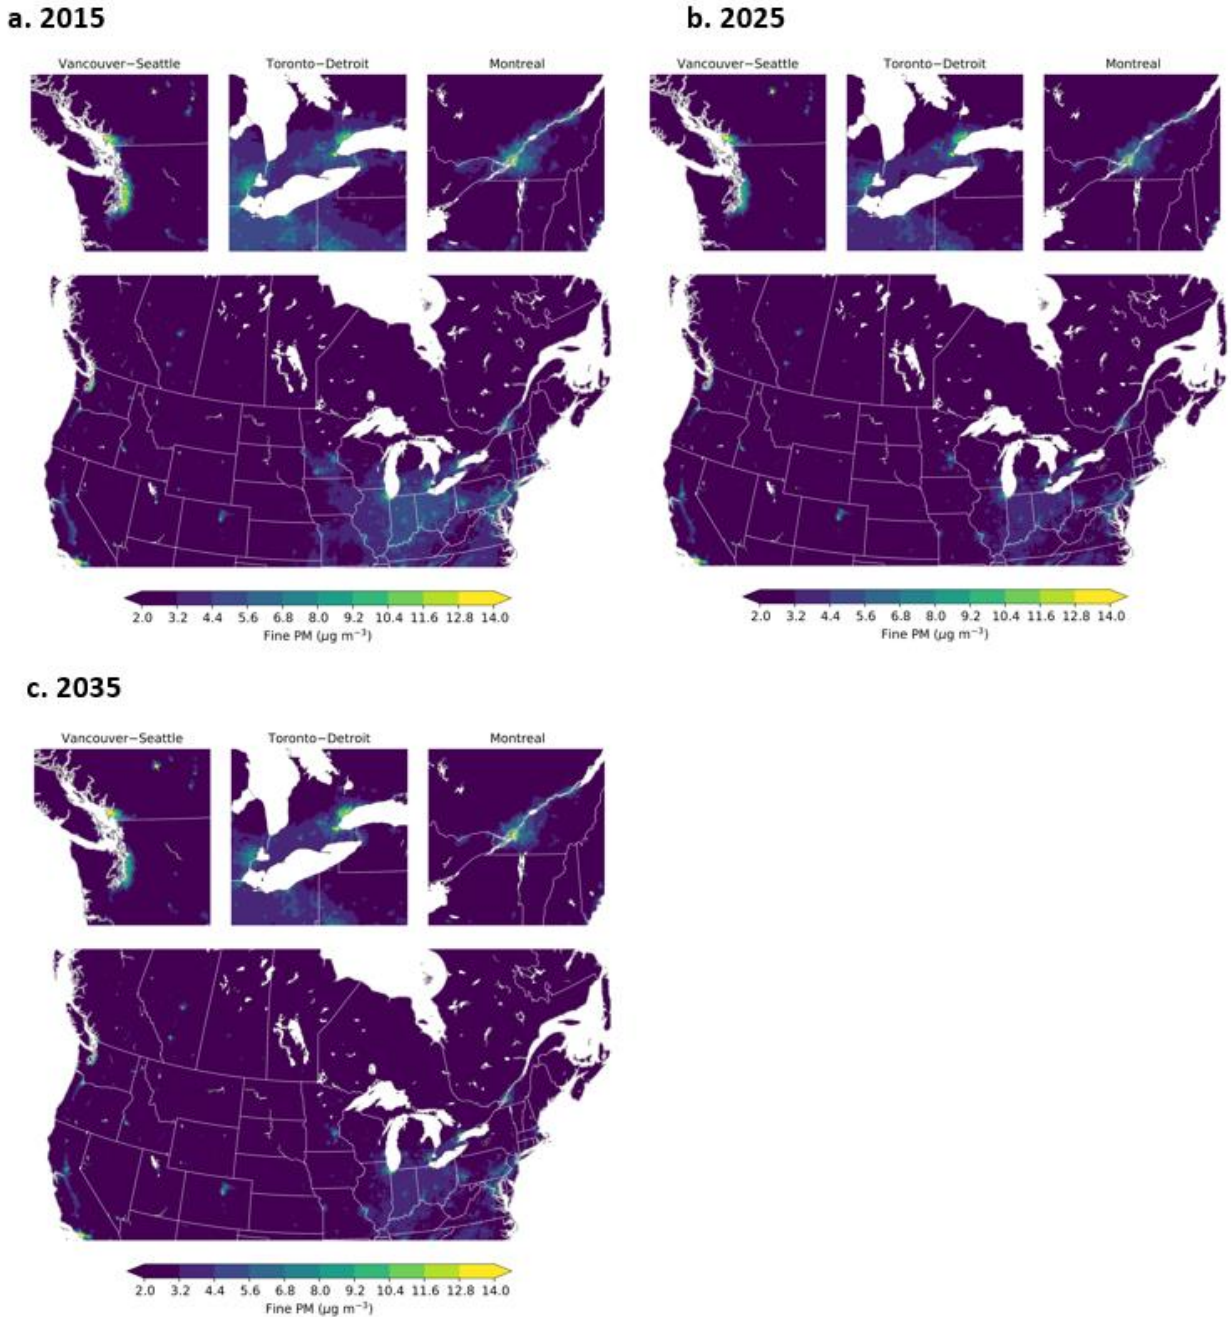 a. 2015
b. 2025
Vancouver−Seattle Toronto−Detroit Montreal
Vancouver−Seattle Toronto−Detroit Montreal
2.0 3.2 4.4 5.6 6.8 8.0 9.2 10.4 11.6 12.8 14.0
Fine PM (μg m⁻³)
2.0 3.2 4.4 5.6 6.8 8.0 9.2 10.4 11.6 12.8 14.0
Fine PM (μg m⁻³)
c. 2035
Vancouver−Seattle Toronto−Detroit Montreal
2.0 3.2 4.4 5.6 6.8 8.0 9.2 10.4 11.6 12.8 14.0
Fine PM (μg m⁻³)